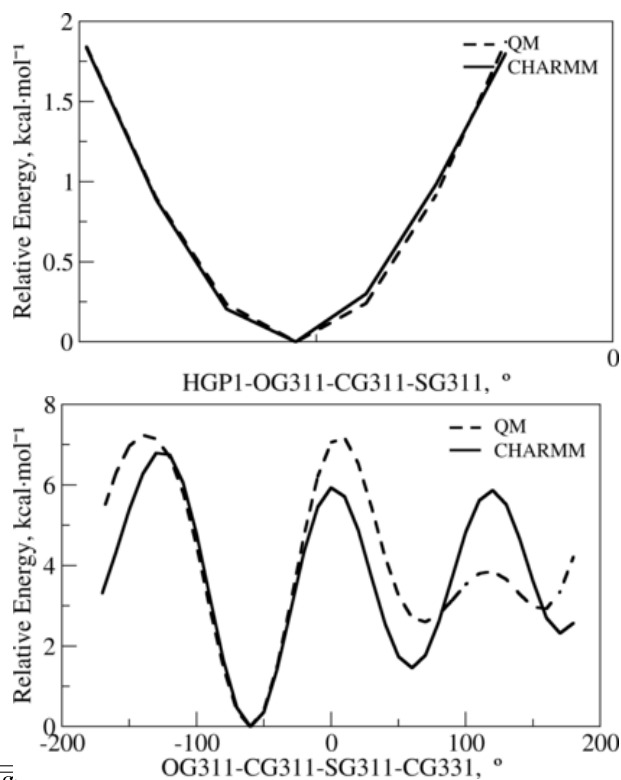 2
QM
CHARMM
1.5
1
0.5
0
0
Relative Energy, kcal·mol⁻¹
HGP1-OG311-CG311-SG311, º
8
QM
CHARMM
6
4
2
0
-200
-100
0
100
200
Relative Energy, kcal·mol⁻¹
OG311-CG311-SG311-CG331, º